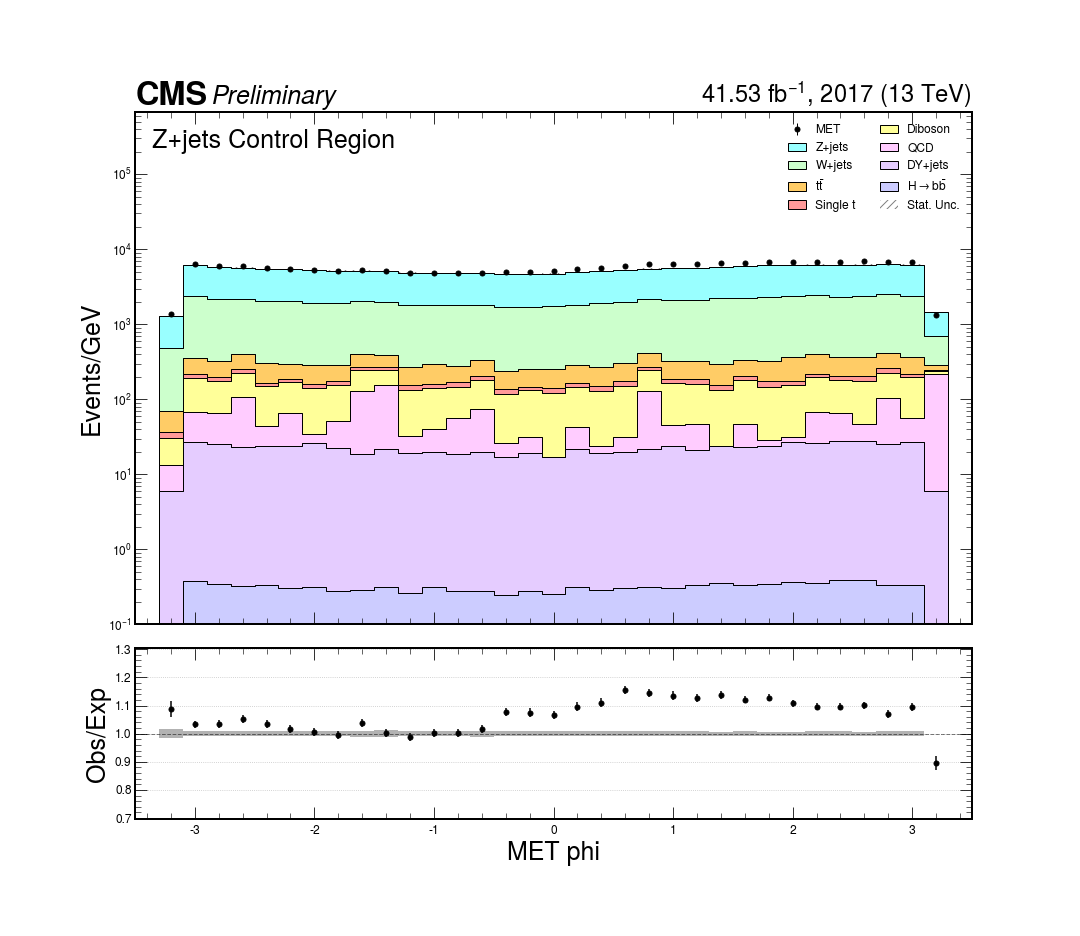 CMS Preliminary
41.53 fb⁻¹, 2017 (13 TeV)
Z+jets Control Region
MET
Z+jets
W+jets
tt̄
Single t
Diboson
QCD
DY+jets
H→bb̄
Stat. Unc.
Events/GeV
10⁵
10⁴
10³
10²
10¹
10⁰
10⁻¹
Obs/Exp
1.3
1.2
1.1
1.0
0.9
0.8
0.7
-3 -2 -1 0 1 2 3
MET phi